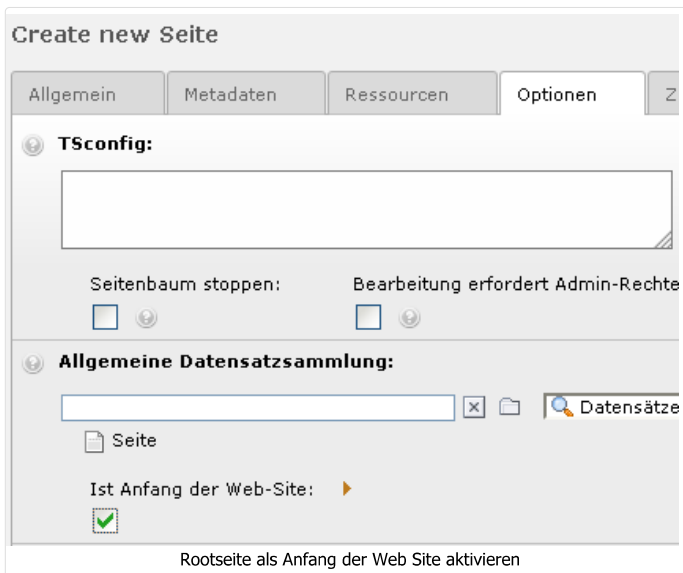 Create new Seite
Allgemein Metadaten Ressourcen Optionen Z
TSconfig:
Seitenbaum stoppen: Bearbeitung erfordert Admin-Rechte
Allgemeine Datensatzsammlung:
Datensätze
Seite
Ist Anfang der Web-Site:
Rootseite als Anfang der Web Site aktivieren